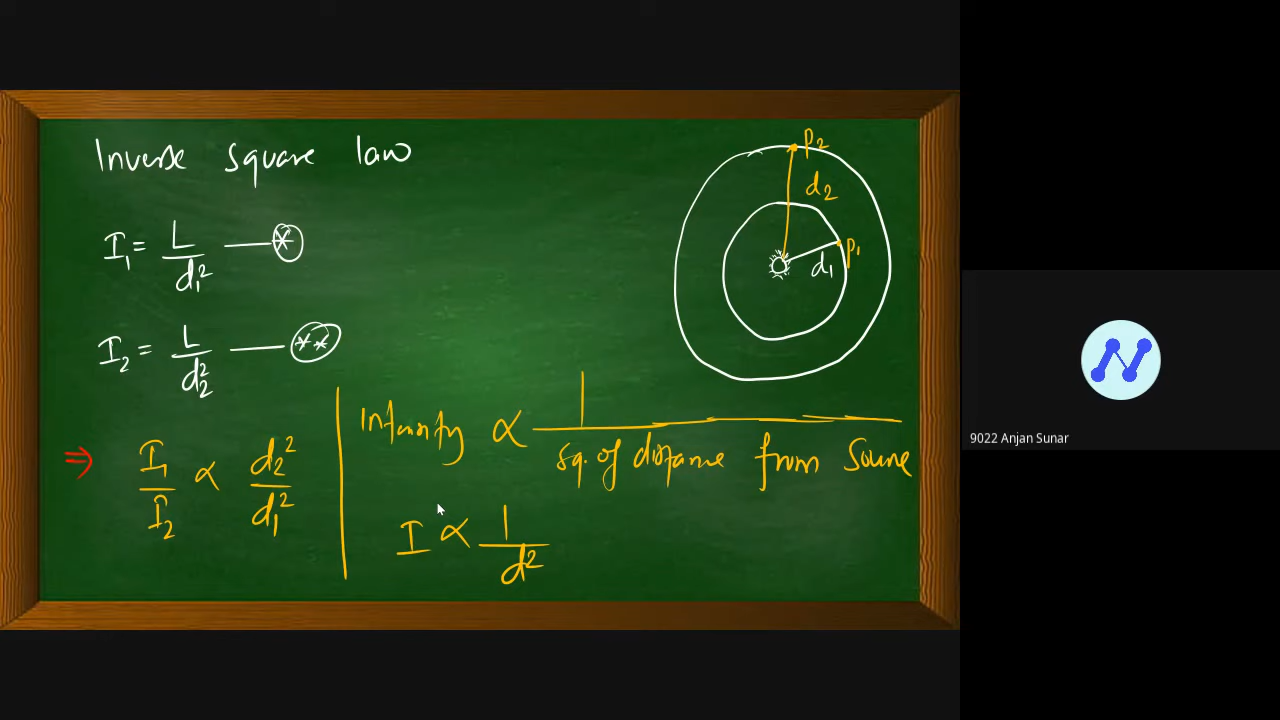 Inverse square law
I₁ = L/d₁² —— *
I₂ = L/d₂² —— **
⇒ I₁/I₂ ∝ d₂²/d₁²
Intensity ∝ 1/sq. of distance from source
I ∝ 1/d²
P₂
d₂
P₁
d₁
9022 Anjan Sunar